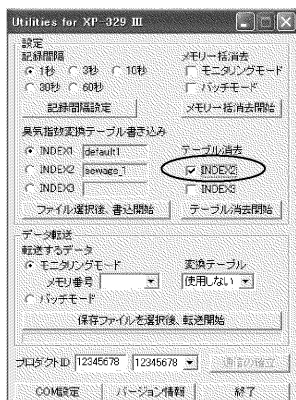 Utilities for XP-329 III
設定
記録間隔
1秒 3秒 10秒
30秒 60秒
記録間隔設定
メモリー括消去
モニタリングモード
バッチモード
メモリー括消去開始
臭気指数変換テーブル書き込み
INDEX1 default1
INDEX2 sewage_1
INDEX3
ファイル選択後、書込開始
テーブル消去
INDEX2
INDEX3
テーブル消去開始
データ転送
転送するデータ
モニタリングモード
メモリ番号
バッチモード
変換テーブル
使用しない
保存ファイルを選択後、転送開始
プロダクトID 12345678 12345678 通信の確立
COM設定 バージョン情報 終了